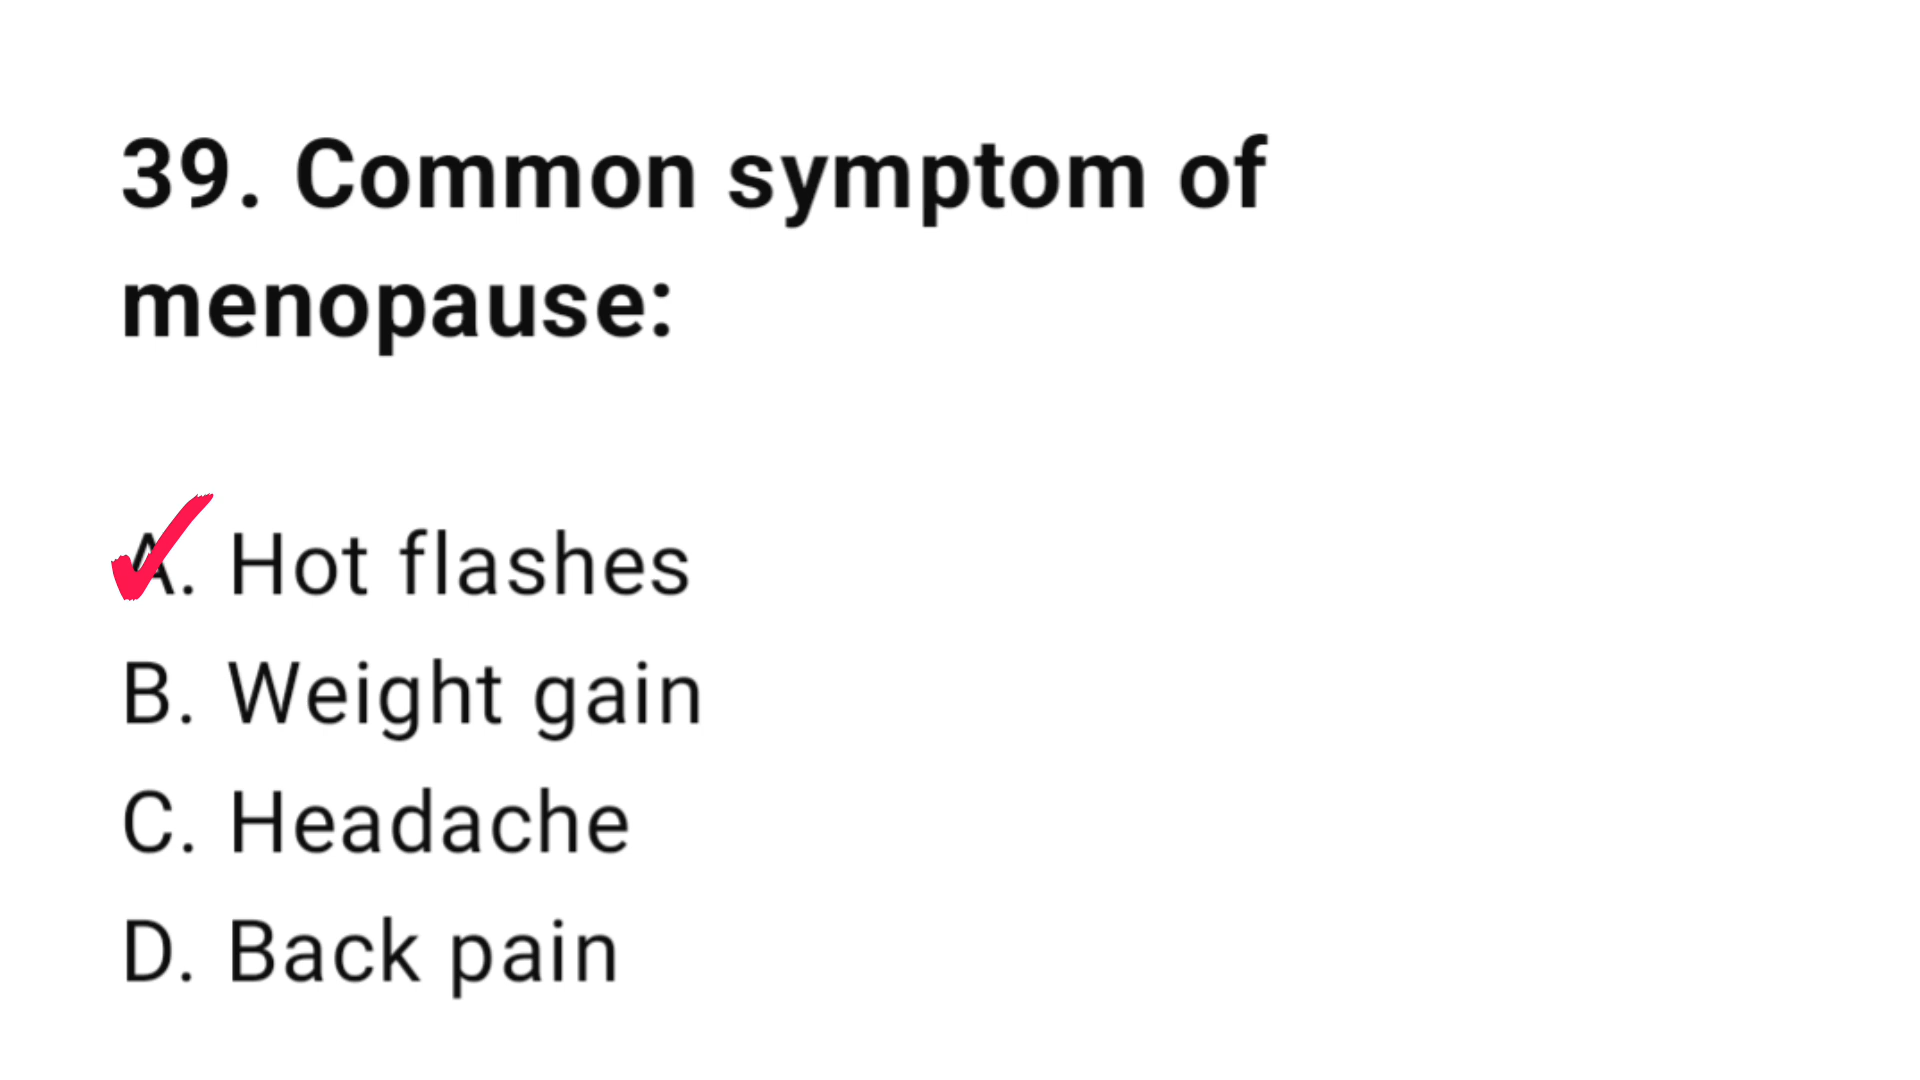 39. Common symptom of
menopause:
A. Hot flashes
B. Weight gain
C. Headache
D. Back pain